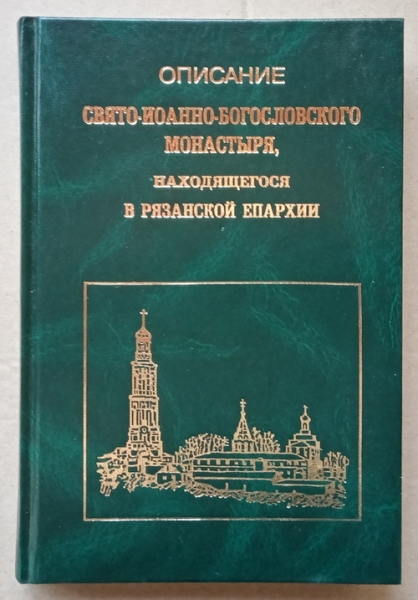 ОПИСАНИЕ
СВЯТО-ИОАННО-БОГОСЛОВСКОГО
МОНАСТЫРЯ,
НАХОДЯЩЕГОСЯ
В РЯЗАНСКОЙ ЕПАРХИИ